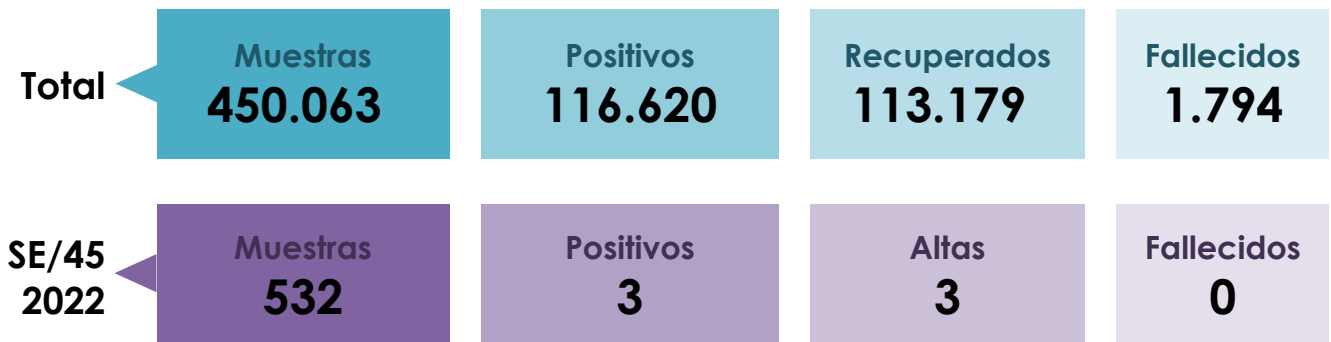 Total
Muestras
450.063
Positivos
116.620
Recuperados
113.179
Fallecidos
1.794
SE/45
2022
Muestras
532
Positivos
3
Altas
3
Fallecidos
0